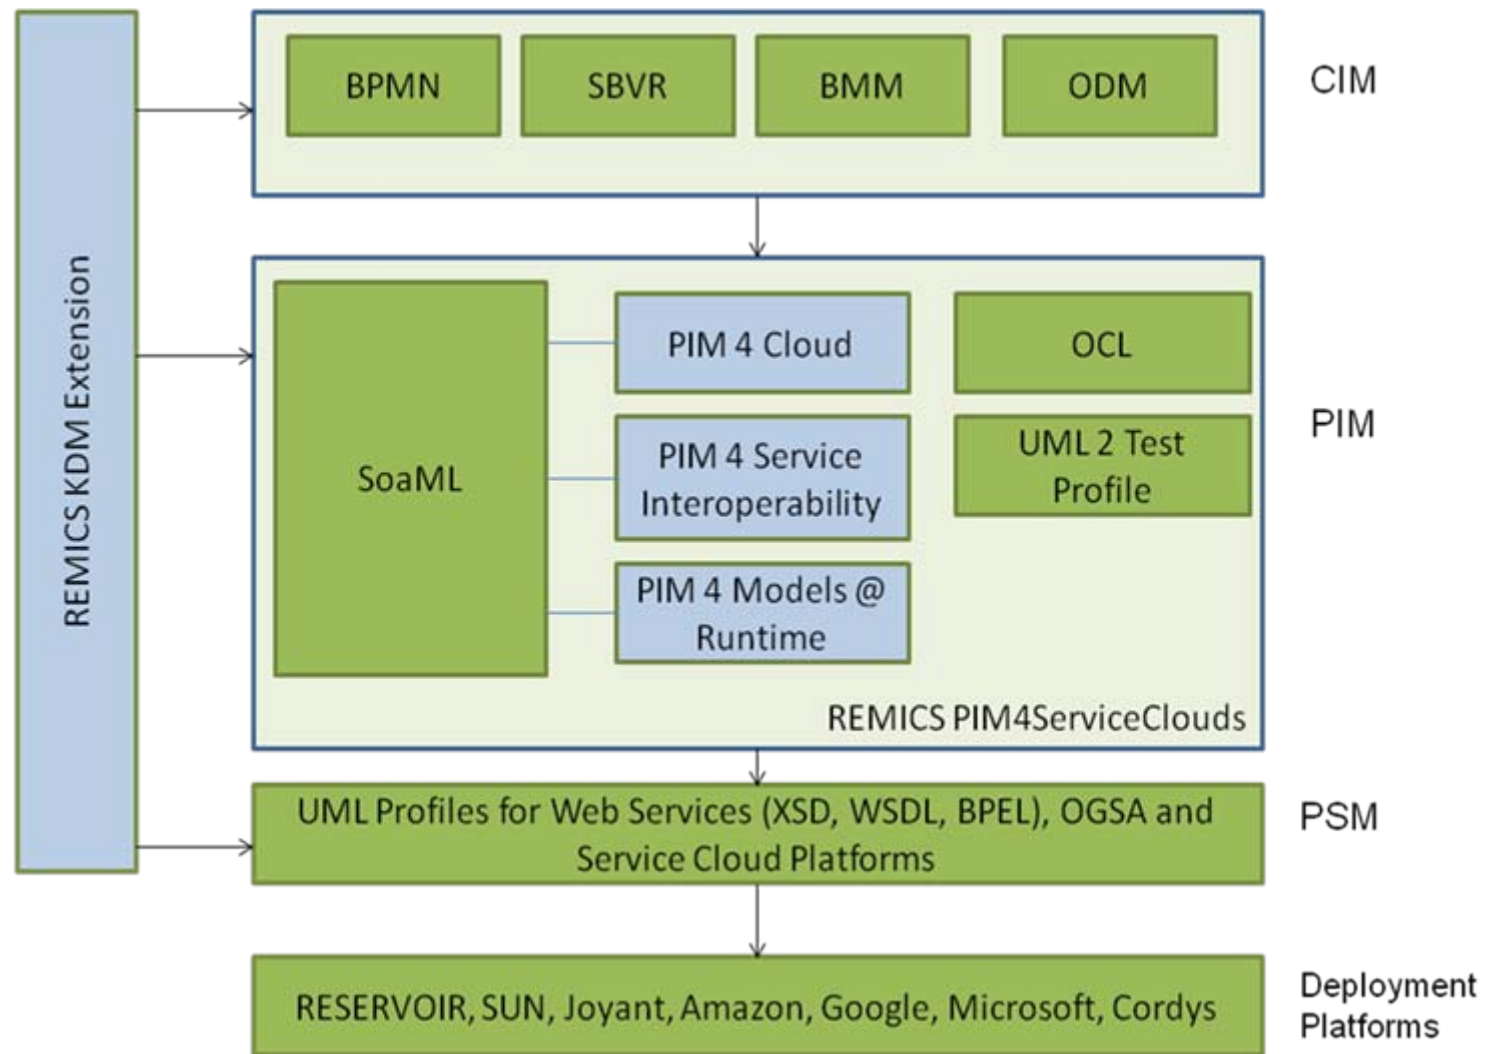 REMICS KDM Extension
BPMN
SBVR
BMM
ODM
CIM
SoaML
PIM 4 Cloud
PIM 4 Service
Interoperability
PIM 4 Models @
Runtime
OCL
UML 2 Test
Profile
REMICS PIM4ServiceClouds
PIM
UML Profiles for Web Services (XSD, WSDL, BPEL), OGSA and
Service Cloud Platforms
PSM
RESERVOIR, SUN, Joyant, Amazon, Google, Microsoft, Cordys
Deployment
Platforms